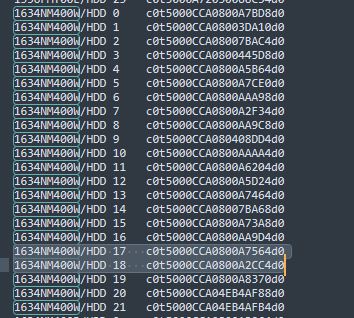 1634NM400W/HDD 0 c0t5000CCA0800A7BD8d0
1634NM400W/HDD 1 c0t5000CCA08003DA10d0
1634NM400W/HDD 2 c0t5000CCA08007BAC4d0
1634NM400W/HDD 3 c0t5000CCA0800445D8d0
1634NM400W/HDD 4 c0t5000CCA0800A5B64d0
1634NM400W/HDD 5 c0t5000CCA0800A7CE0d0
1634NM400W/HDD 6 c0t5000CCA0800AAA98d0
1634NM400W/HDD 7 c0t5000CCA0800A2F34d0
1634NM400W/HDD 8 c0t5000CCA0800AA9C8d0
1634NM400W/HDD 9 c0t5000CCA080408DD4d0
1634NM400W/HDD 10 c0t5000CCA0800AAAA4d0
1634NM400W/HDD 11 c0t5000CCA0800A6204d0
1634NM400W/HDD 12 c0t5000CCA0800A5D24d0
1634NM400W/HDD 13 c0t5000CCA0800A7464d0
1634NM400W/HDD 14 c0t5000CCA08007BA68d0
1634NM400W/HDD 15 c0t5000CCA0800A73A8d0
1634NM400W/HDD 16 c0t5000CCA0800AA9D4d0
1634NM400W/HDD 17 c0t5000CCA0800A7564d0
1634NM400W/HDD 18 c0t5000CCA0800A2CC4d0
1634NM400W/HDD 19 c0t5000CCA0800A8370d0
1634NM400W/HDD 20 c0t5000CCA04EB4AF88d0
1634NM400W/HDD 21 c0t5000CCA04EB4AFB4d0